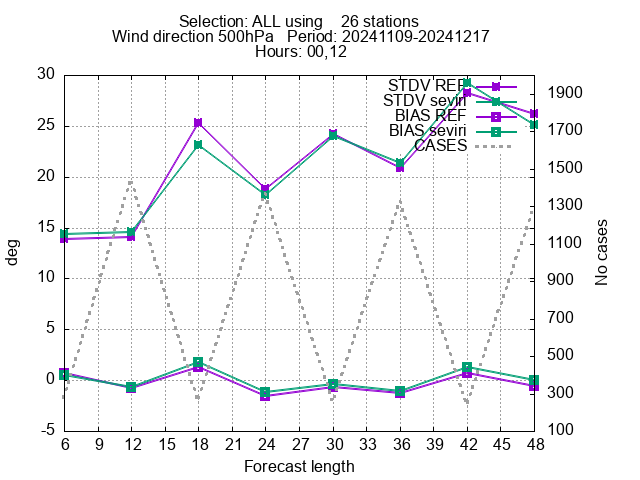 Selection: ALL using    26 stations
Wind direction 500hPa   Period: 20241109-20241217
Hours: 00,12
STDV REF
STDV seviri
BIAS REF
BIAS seviri
CASES
30
25
20
15
10
5
0
-5
deg
1900
1700
1500
1300
1100
900
700
500
300
100
No cases
6 9 12 15 18 21 24 27 30 33 36 39 42 45 48
Forecast length